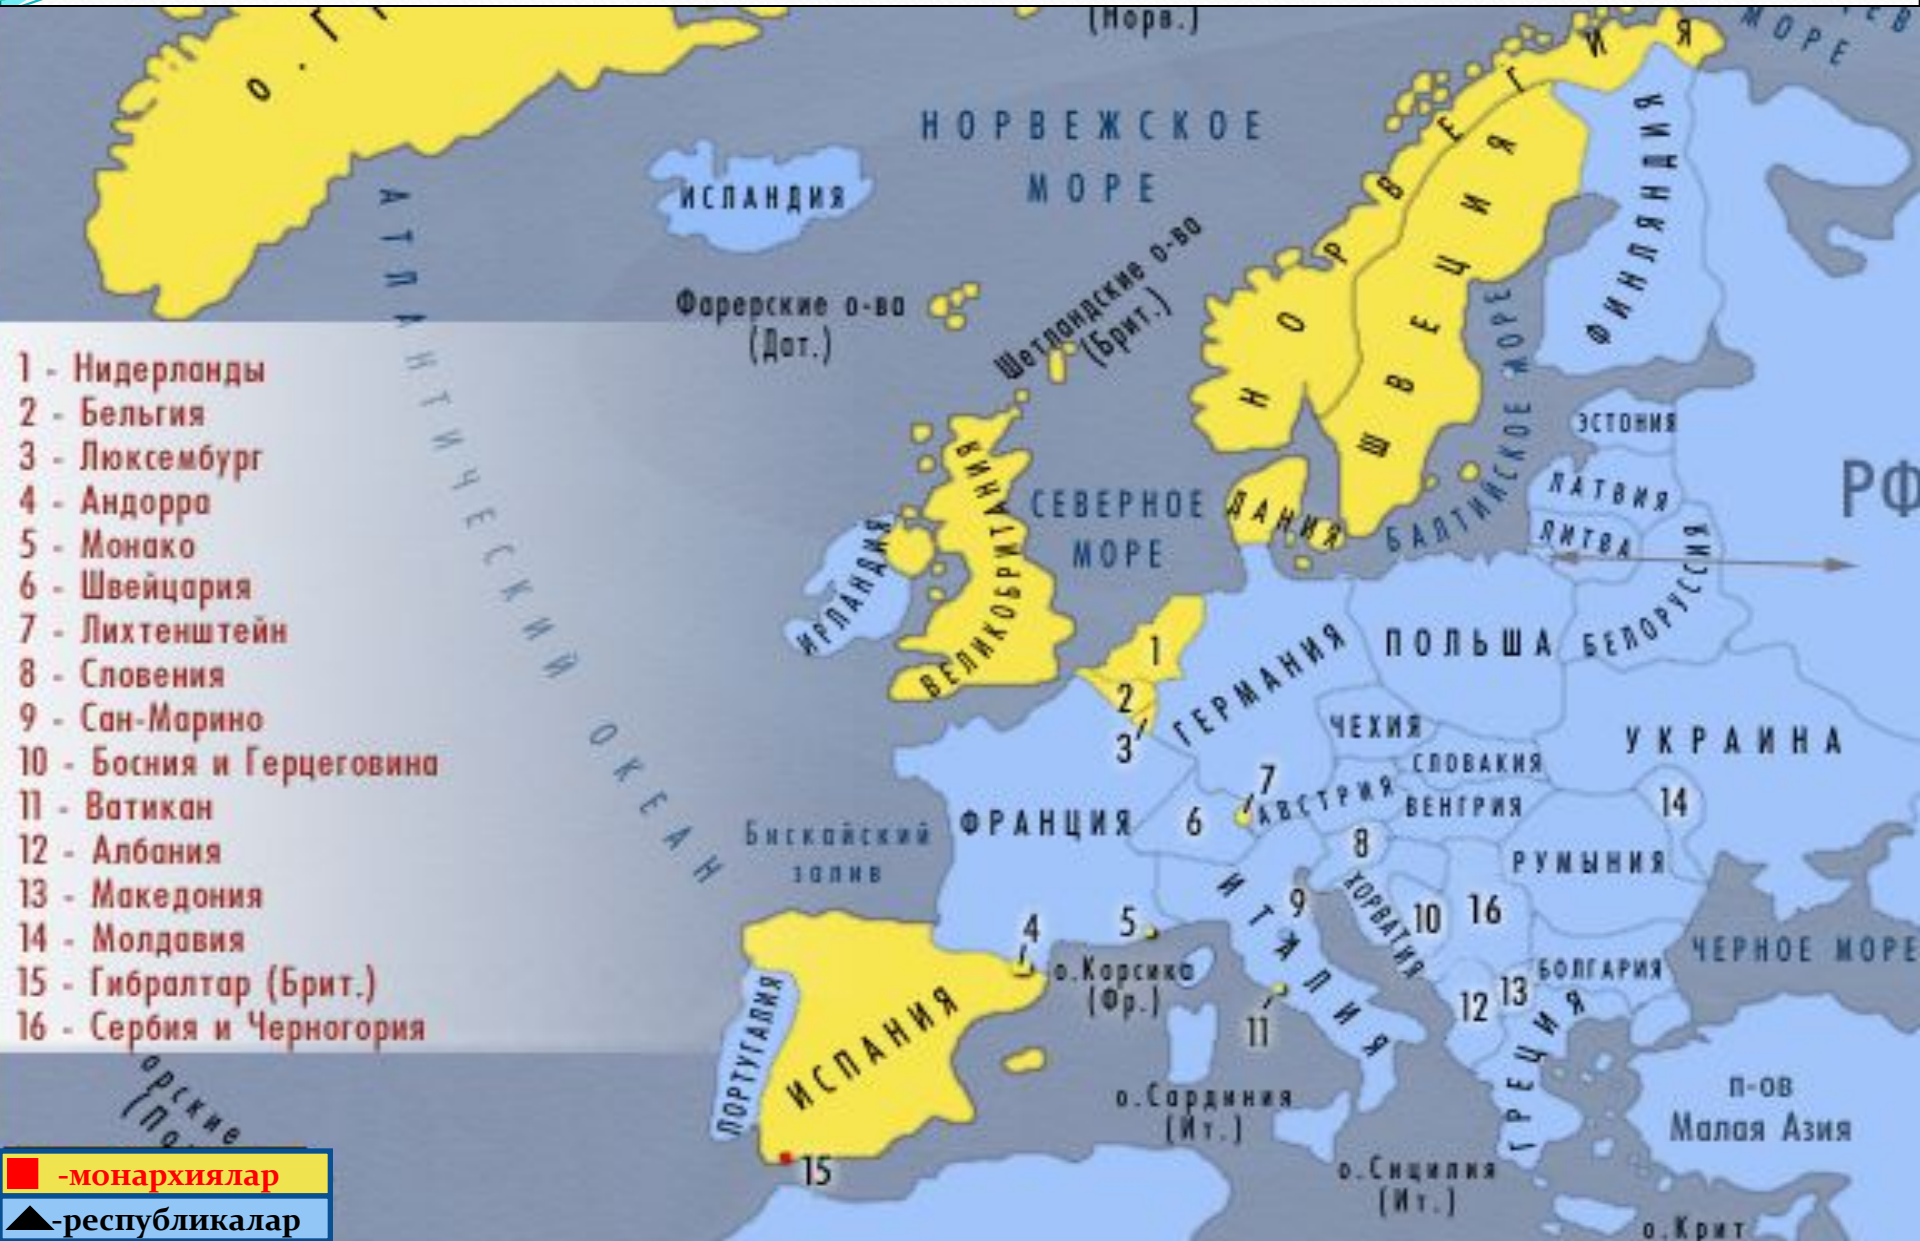 о. Г
(Норв.)
МОРЕ
НОРВЕЖСКОЕ
МОРЕ
ИСЛАНДИЯ
АТЛАНТИЧЕСКИЙ ОКЕАН
Фарерские о-ва
(Дат.)
Шетландские о-ва
(Брит.)
НОРВЕГИЯ
ШВЕЦИЯ
ФИНЛЯНДИЯ
БАЛТИЙСКОЕ МОРЕ
ЭСТОНИЯ
ЛАТВИЯ
ЛИТВА
РФ
СЕВЕРНОЕ
МОРЕ
ДАНИЯ
ВЕЛИКОБРИТАНИЯ
ИРЛАНДИЯ
БЕЛОРУССИЯ
ПОЛЬША
ГЕРМАНИЯ
1
2
3
ЧЕХИЯ
СЛОВАКИЯ
УКРАИНА
7
АВСТРИЯ
ВЕНГРИЯ
14
6
8
ФРАНЦИЯ
Бискайский
залив
РУМЫНИЯ
ИТАЛИЯ
9
ХОРВАТИЯ
10
16
4
5
ЧЕРНОЕ МОРЕ
БОЛГАРИЯ
о.Корсика
(Фр.)
11
12
13
ГРЕЦИЯ
ПОРТУГАЛИЯ
ИСПАНИЯ
15
о.Сардиния
(Ит.)
о.Сицилия
(Ит.)
п-ов
Малая Азия
о.Крит
1 - Нидерланды
2 - Бельгия
3 - Люксембург
4 - Андорра
5 - Монако
6 - Швейцария
7 - Лихтенштейн
8 - Словения
9 - Сан-Марино
10 - Босния и Герцеговина
11 - Ватикан
12 - Албания
13 - Македония
14 - Молдавия
15 - Гибралтар (Брит.)
16 - Сербия и Черногория
орские
(По
-монархиялар
-республикалар